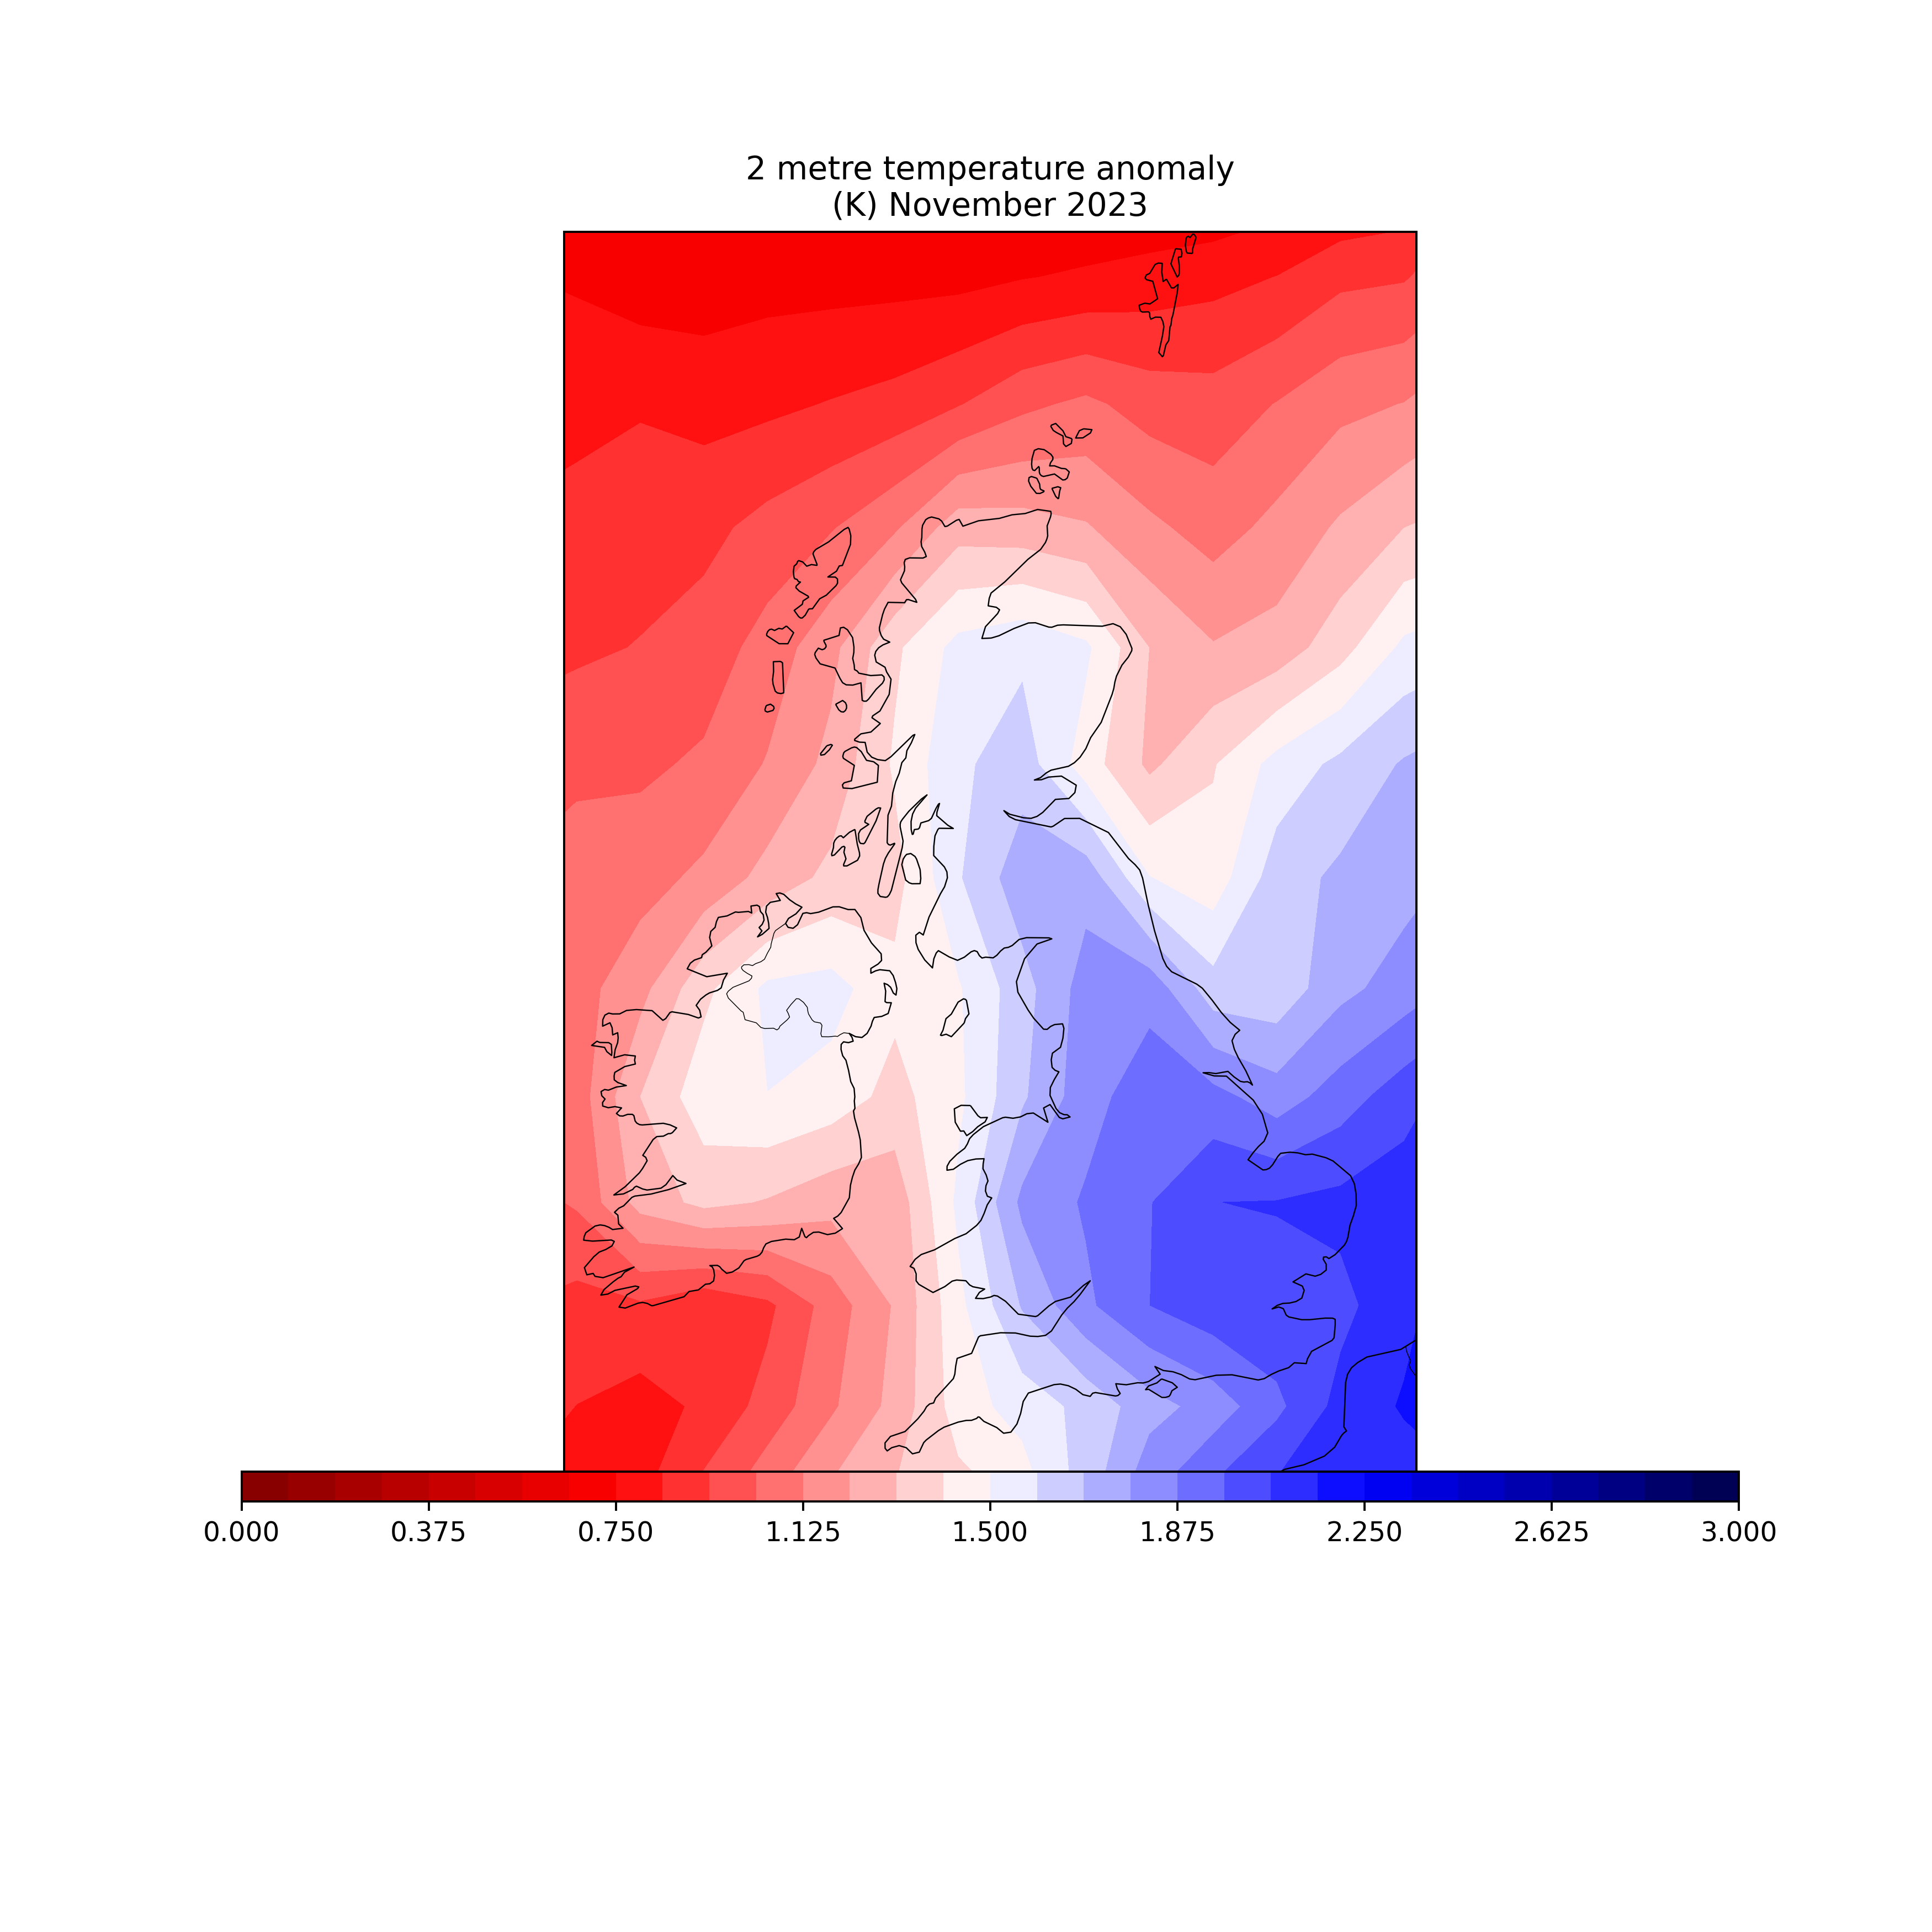 2 metre temperature anomaly
(K) November 2023
0.000 0.375 0.750 1.125 1.500 1.875 2.250 2.625 3.000